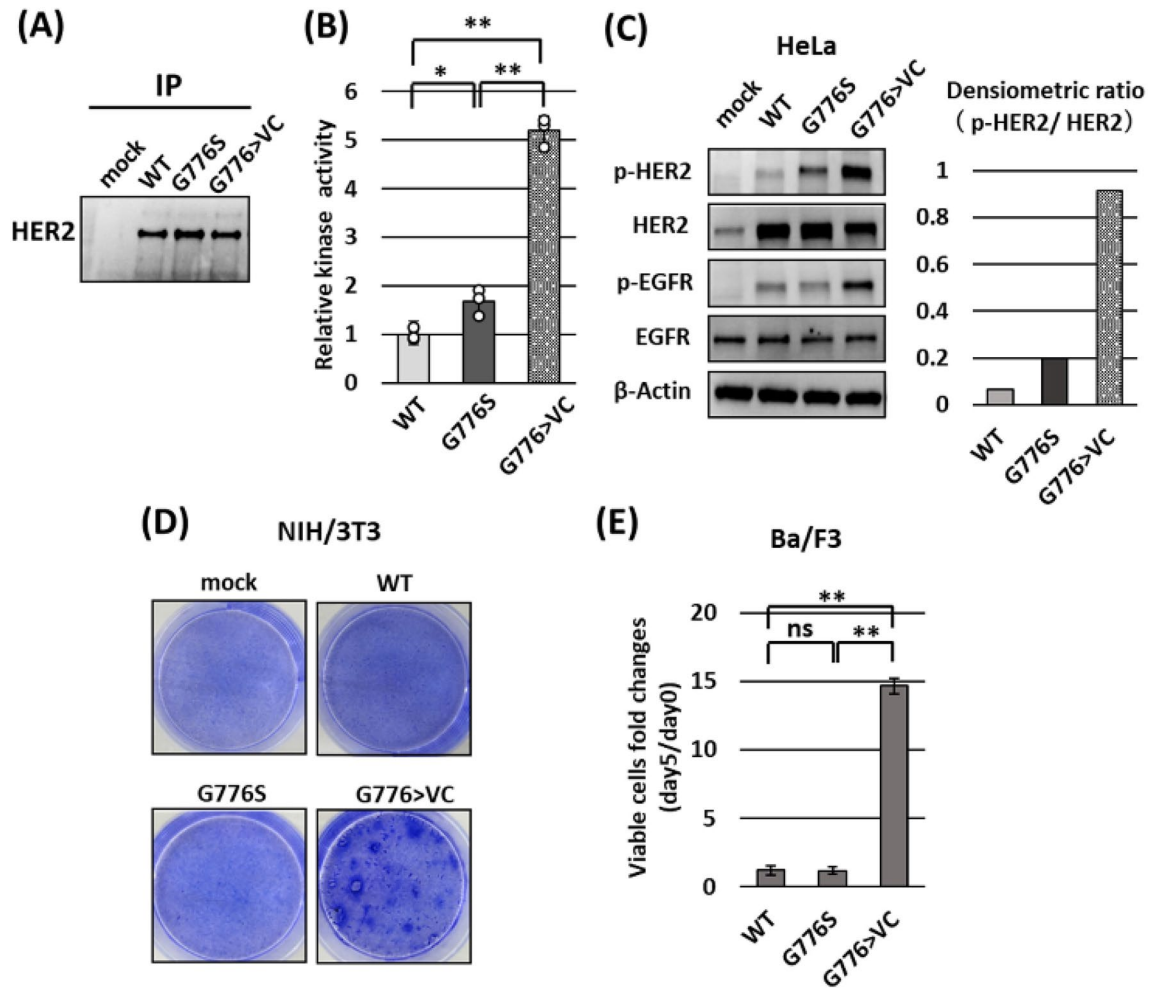 (A)
IP
mock
WT
G776S
G776>VC
HER2
(B)
**
*
**
Relative kinase activity
6
5
4
3
2
1
0
WT
G776S
G776>VC
(C)
HeLa
mock
WT
G776S
G776>VC
p-HER2
HER2
p-EGFR
EGFR
β-Actin
Densiometric ratio
( p-HER2/ HER2)
1
0.8
0.6
0.4
0.2
0
WT
G776S
G776>VC
(D)
NIH/3T3
mock
WT
G776S
G776>VC
(E)
Ba/F3
**
ns
**
Viable cells fold changes
(day5/day0)
20
15
10
5
0
WT
G776S
G776>VC